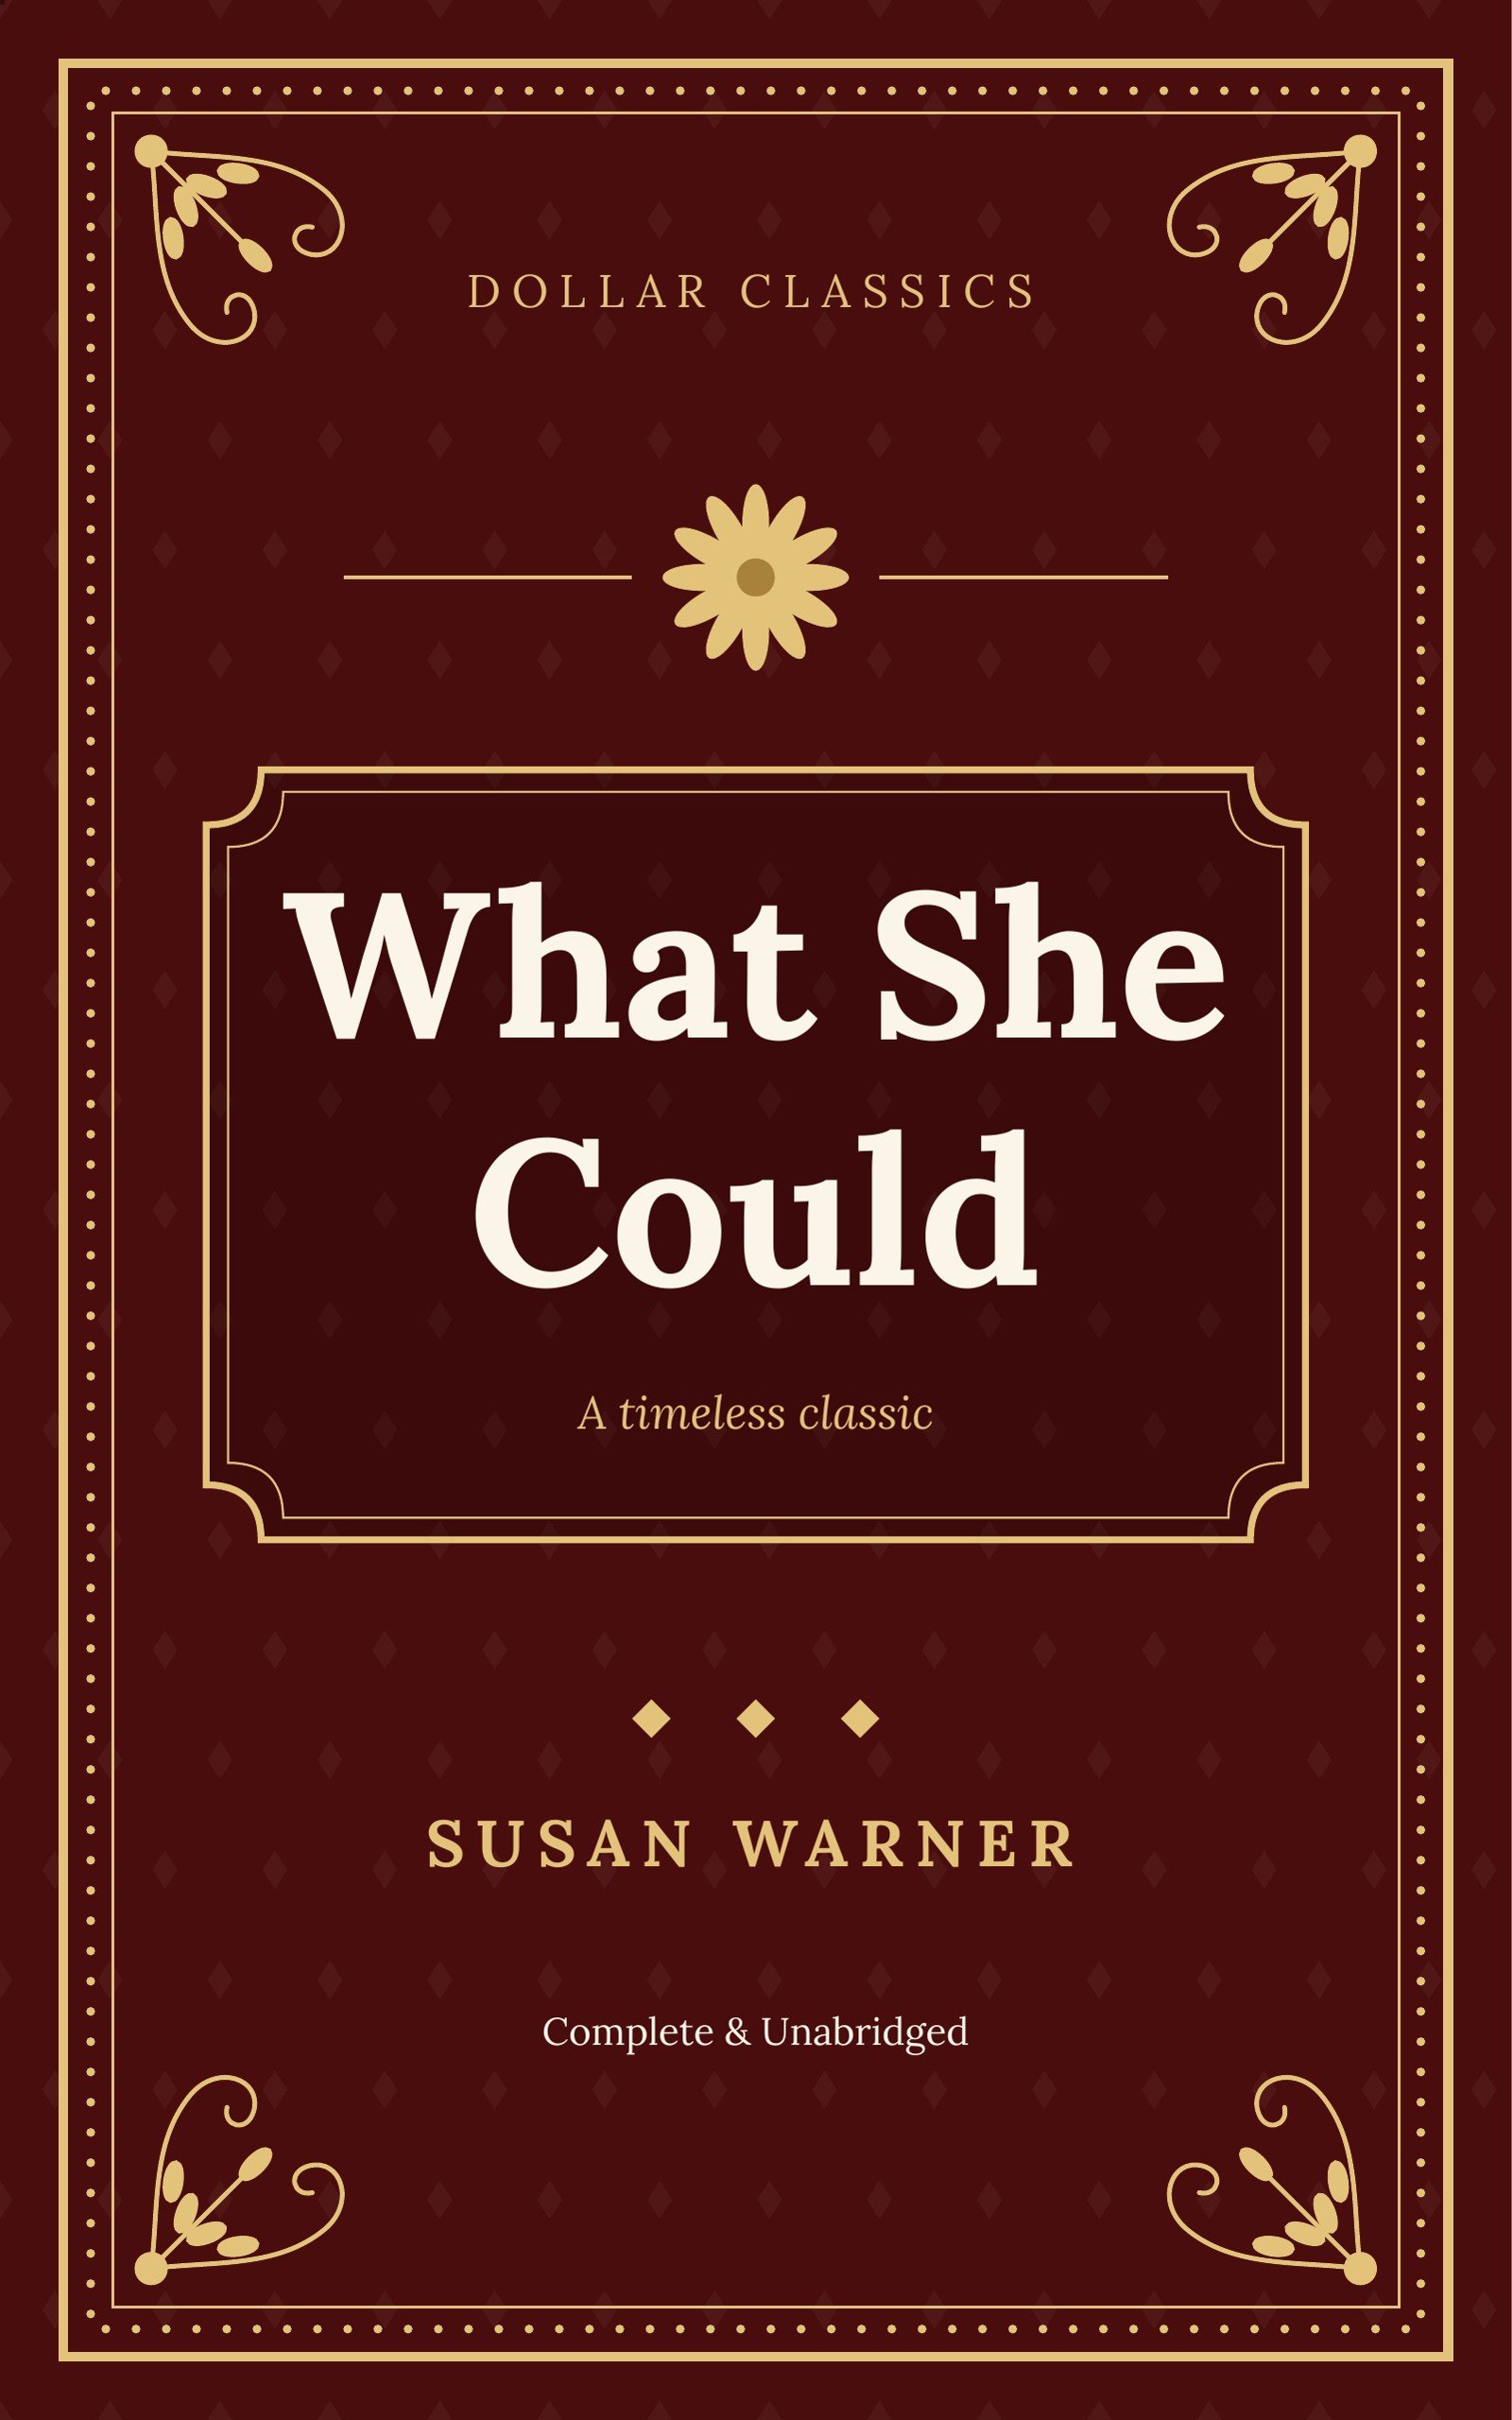 DOLLAR CLASSICS
What She
Could
A timeless classic
SUSAN WARNER
Complete & Unabridged